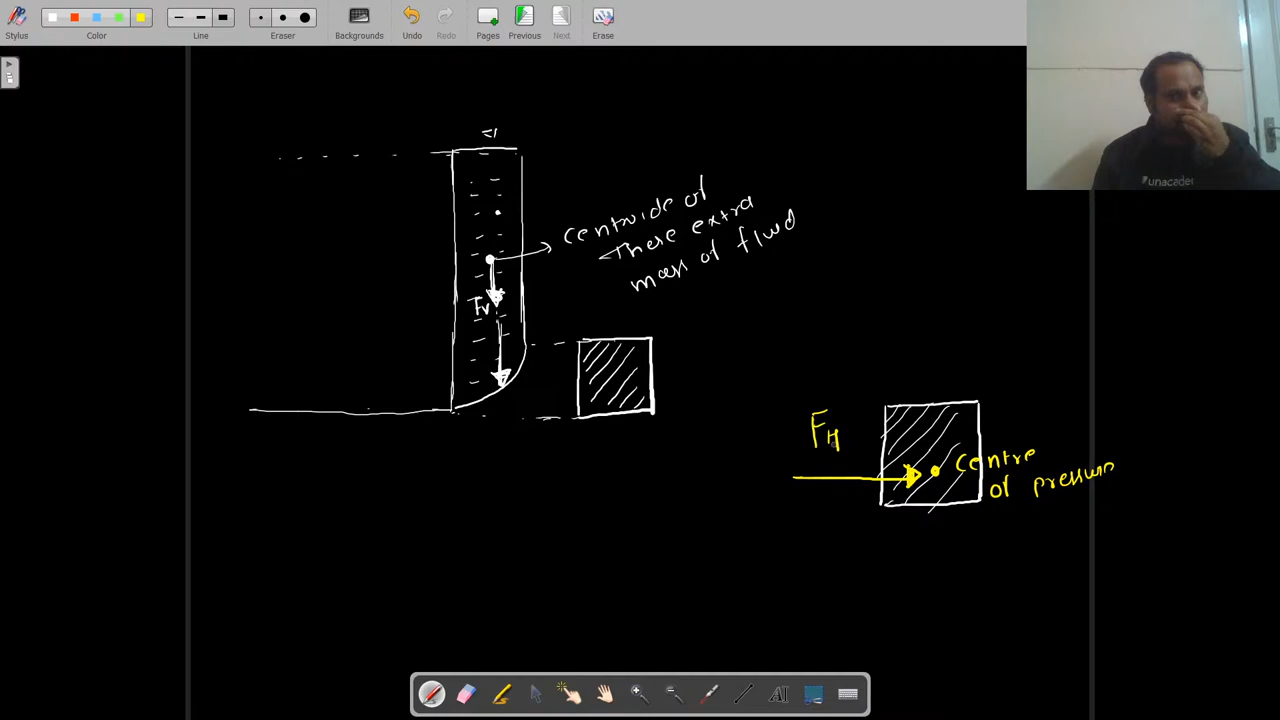 Stylus
Color
Line
Eraser
Backgrounds
Undo
Redo
Pages
Previous
Next
Erase
unacade
centroide of
These extra
mass of fluid
Fv
FH
centre
of pressure